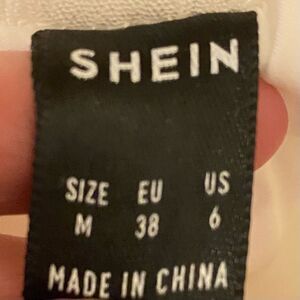 SHEIN
SIZE EU US
M 38 6
MADE IN CHINA